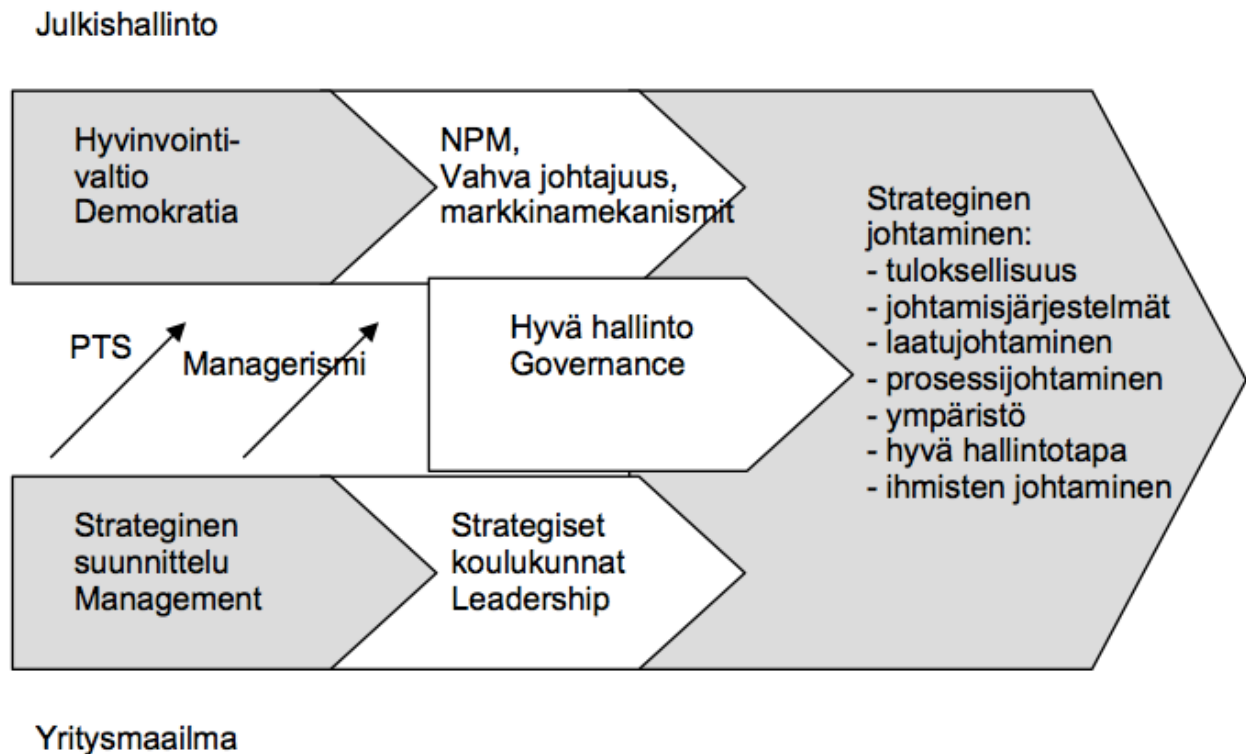 Julkishallinto
Hyvinvointi-
valtio
Demokratia
NPM,
Vahva johtajuus,
markkinamekanismit
Strateginen
johtaminen:
- tuloksellisuus
- johtamisjärjestelmät
- laatujohtaminen
- prosessijohtaminen
- ympäristö
- hyvä hallintotapa
- ihmisten johtaminen
PTS
Managerismi
Hyvä hallinto
Governance
Strateginen
suunnittelu
Management
Strategiset
koulukunnat
Leadership
Yritysmaailma